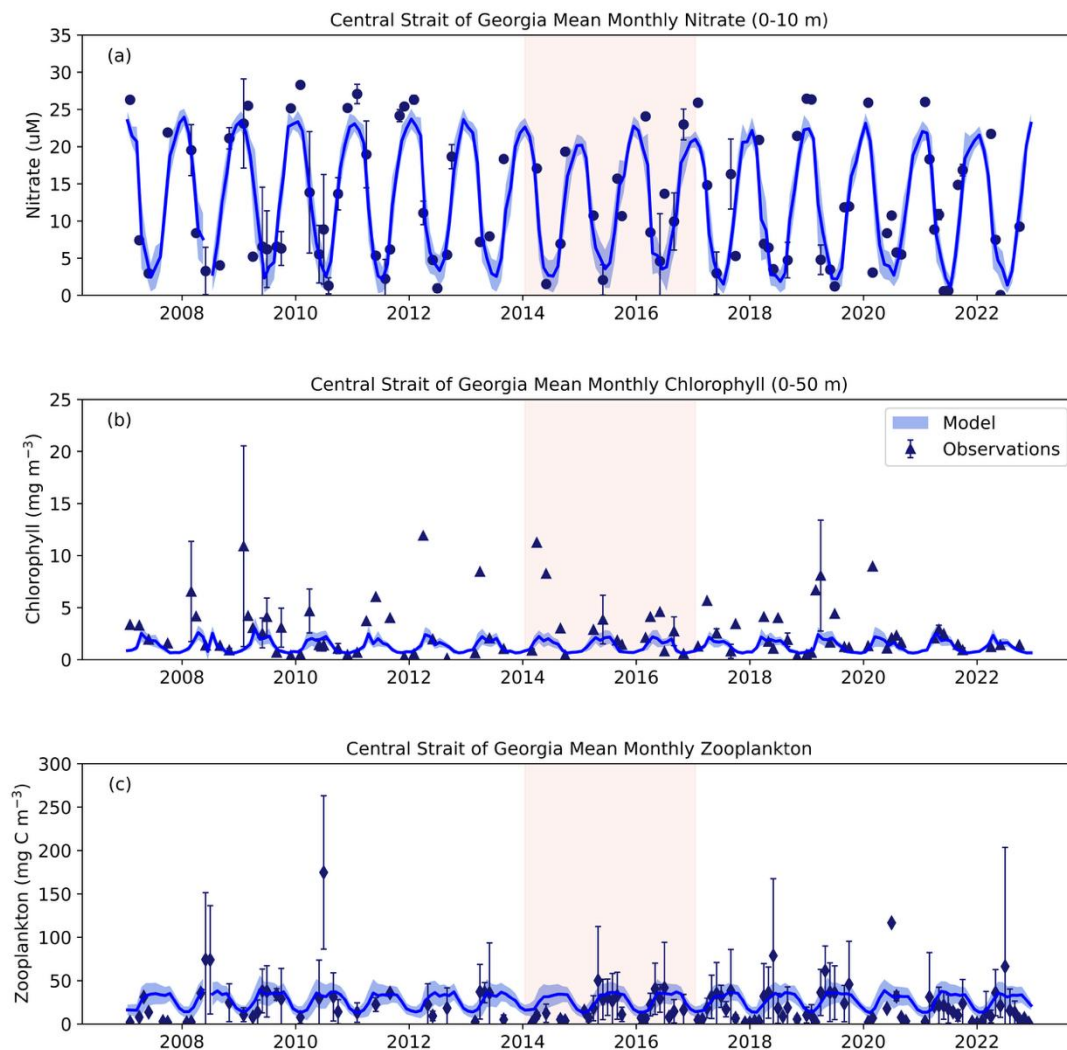 Central Strait of Georgia Mean Monthly Nitrate (0-10 m)
(a)
Nitrate (uM)
35
30
25
20
15
10
5
0
2008 2010 2012 2014 2016 2018 2020 2022
Central Strait of Georgia Mean Monthly Chlorophyll (0-50 m)
(b)
Chlorophyll (mg m⁻³)
25
20
15
10
5
0
Model
Observations
2008 2010 2012 2014 2016 2018 2020 2022
Central Strait of Georgia Mean Monthly Zooplankton
(c)
Zooplankton (mg C m⁻³)
300
250
200
150
100
50
0
2008 2010 2012 2014 2016 2018 2020 2022